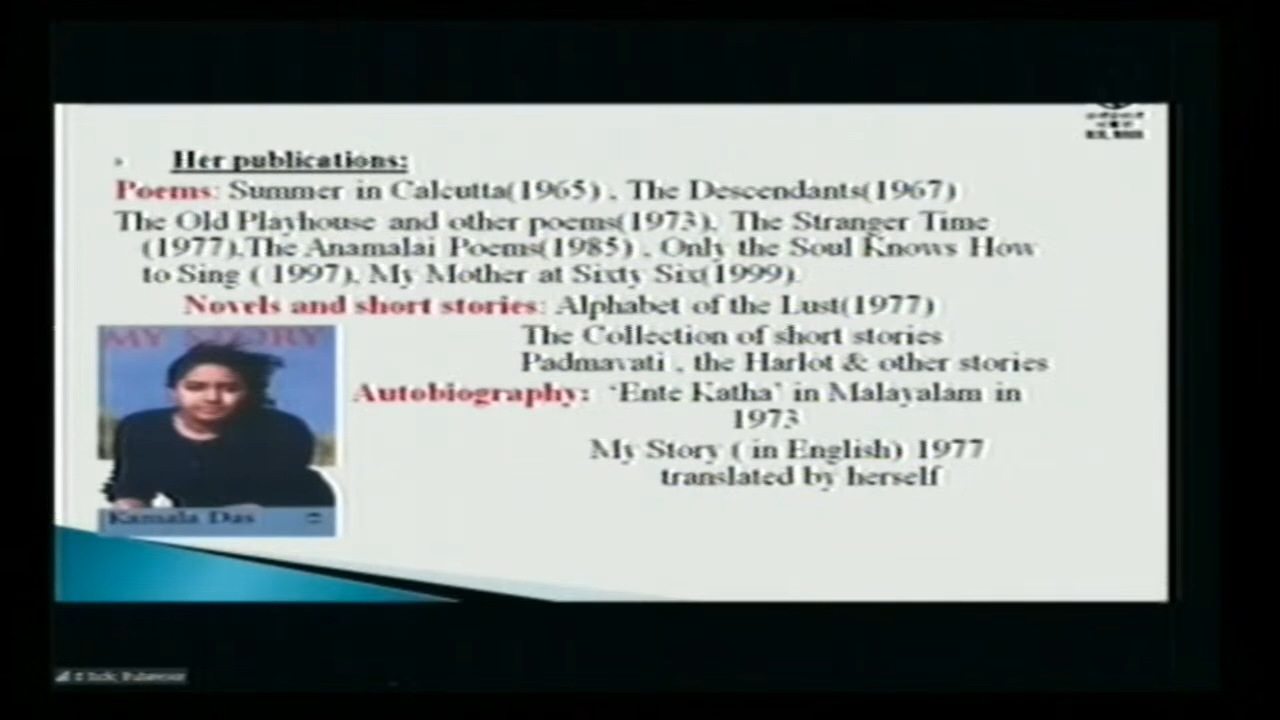 Her publications:
Poems: Summer in Calcutta(1965) , The Descendants(1967)
The Old Playhouse and other poems(1973), The Stranger Time
(1977),The Anamalai Poems(1985) , Only the Soul Knows How
to Sing ( 1997), My Mother at Sixty Six(1999).
Novels and short stories: Alphabet of the Lust(1977)
The Collection of short stories
Padmavati , the Harlot & other stories
MY STORY
Autobiography: ‘Ente Katha’ in Malayalam in
1973
My Story ( in English) 1977
translated by herself
Kamala Das